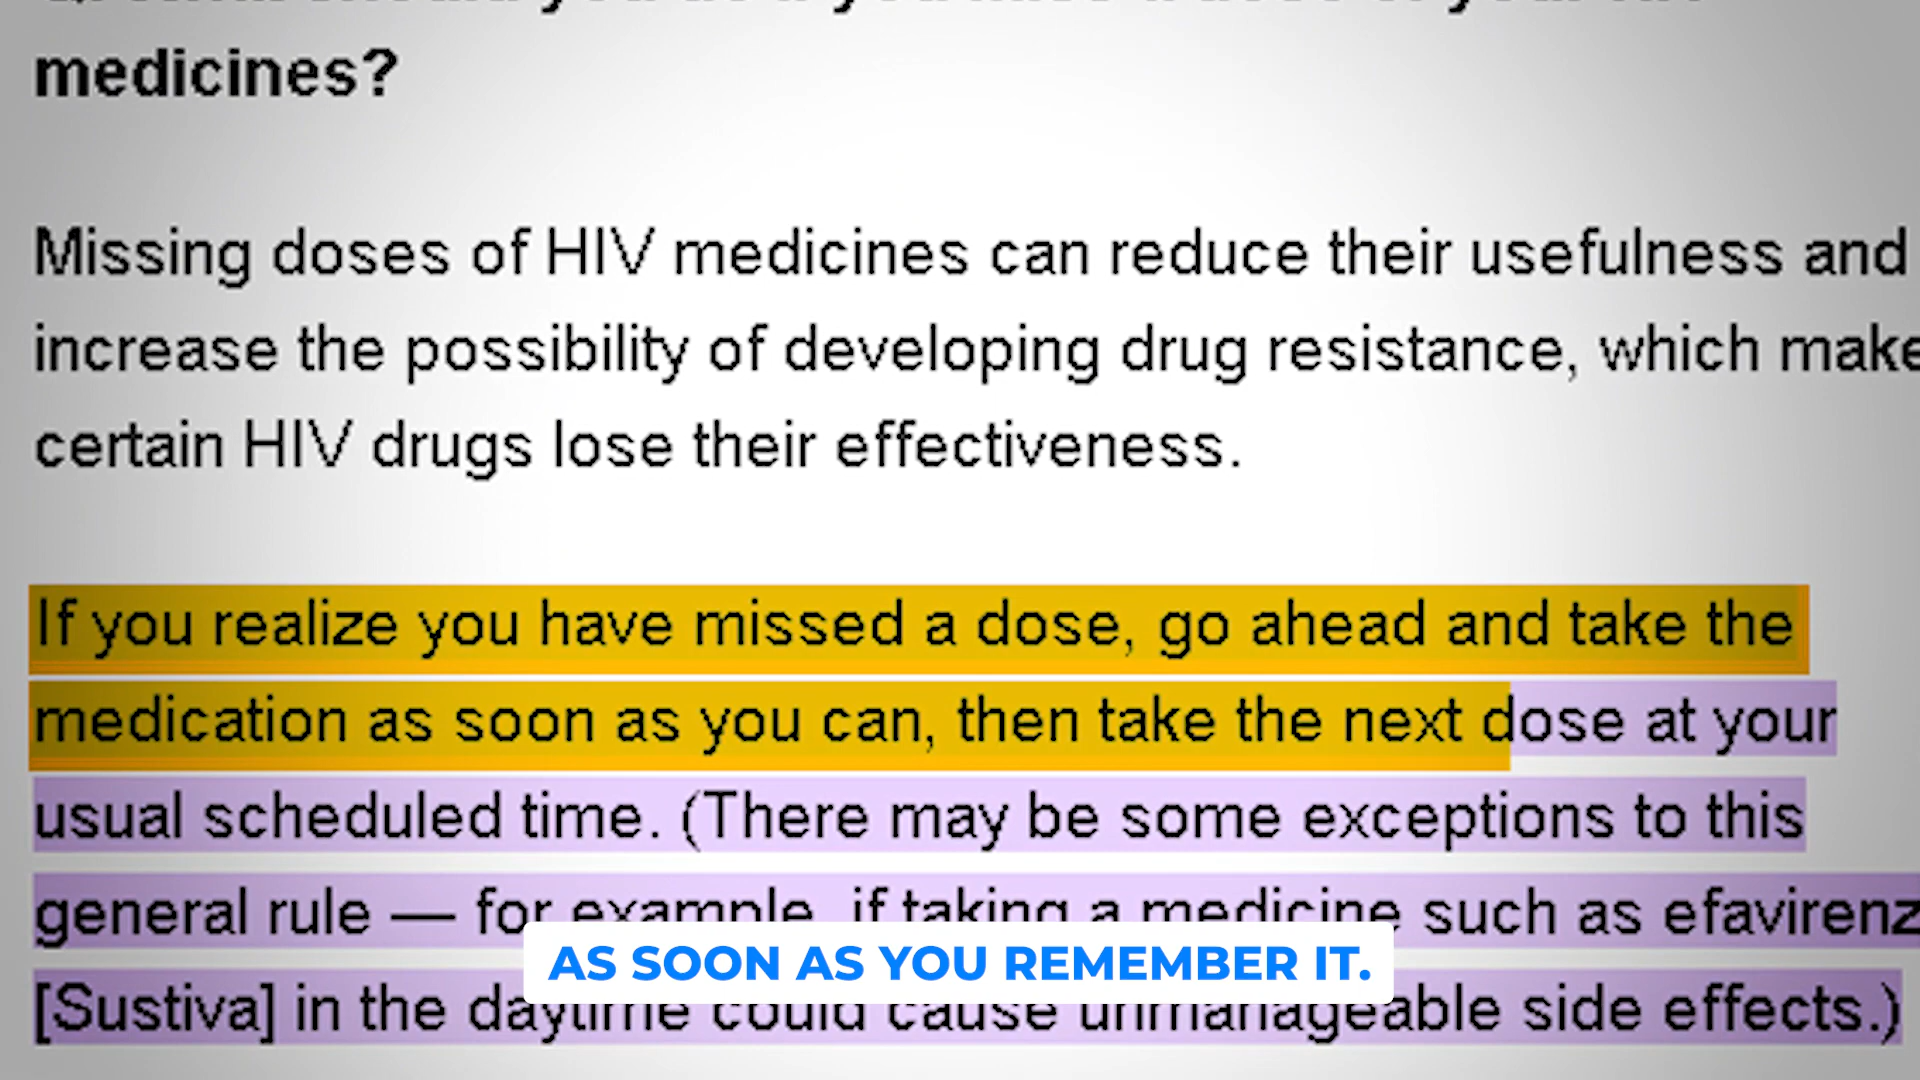 medicines?
Missing doses of HIV medicines can reduce their usefulness and
increase the possibility of developing drug resistance, which make
certain HIV drugs lose their effectiveness.
If you realize you have missed a dose, go ahead and take the
medication as soon as you can, then take the next dose at your
usual scheduled time. (There may be some exceptions to this
general rule — for example, if taking a medicine such as efavirenz
AS SOON AS YOU REMEMBER IT.
[Sustiva] in the daytime could cause unmanageable side effects.)